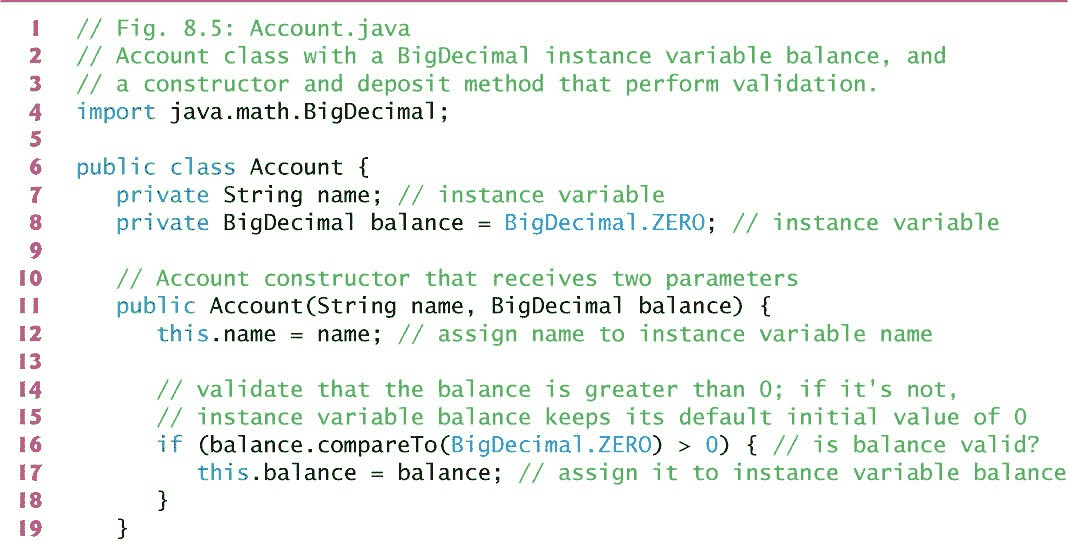 1 // Fig. 8.5: Account.java
2 // Account class with a BigDecimal instance variable balance, and
3 // a constructor and deposit method that perform validation.
4 import java.math.BigDecimal;
5
6 public class Account {
7    private String name; // instance variable
8    private BigDecimal balance = BigDecimal.ZERO; // instance variable
9
10    // Account constructor that receives two parameters
11    public Account(String name, BigDecimal balance) {
12       this.name = name; // assign name to instance variable name
13
14       // validate that the balance is greater than 0; if it's not,
15       // instance variable balance keeps its default initial value of 0
16       if (balance.compareTo(BigDecimal.ZERO) > 0) { // is balance valid?
17          this.balance = balance; // assign it to instance variable balance
18       }
19    }